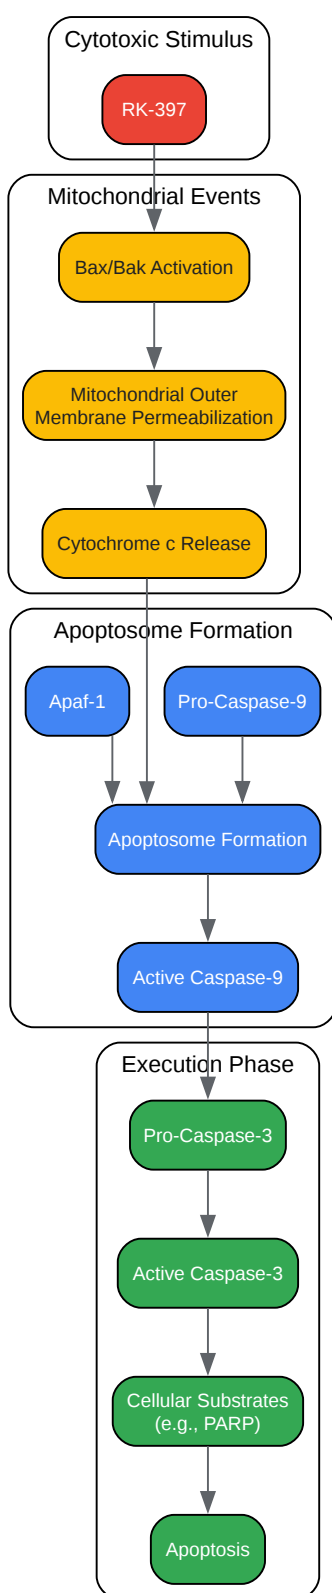 Cytotoxic Stimulus
RK-397
Mitochondrial Events
Bax/Bak Activation
Mitochondrial Outer
Membrane Permeabilization
Cytochrome c Release
Apoptosome Formation
Apaf-1
Pro-Caspase-9
Apoptosome Formation
Active Caspase-9
Execution Phase
Pro-Caspase-3
Active Caspase-3
Cellular Substrates
(e.g., PARP)
Apoptosis